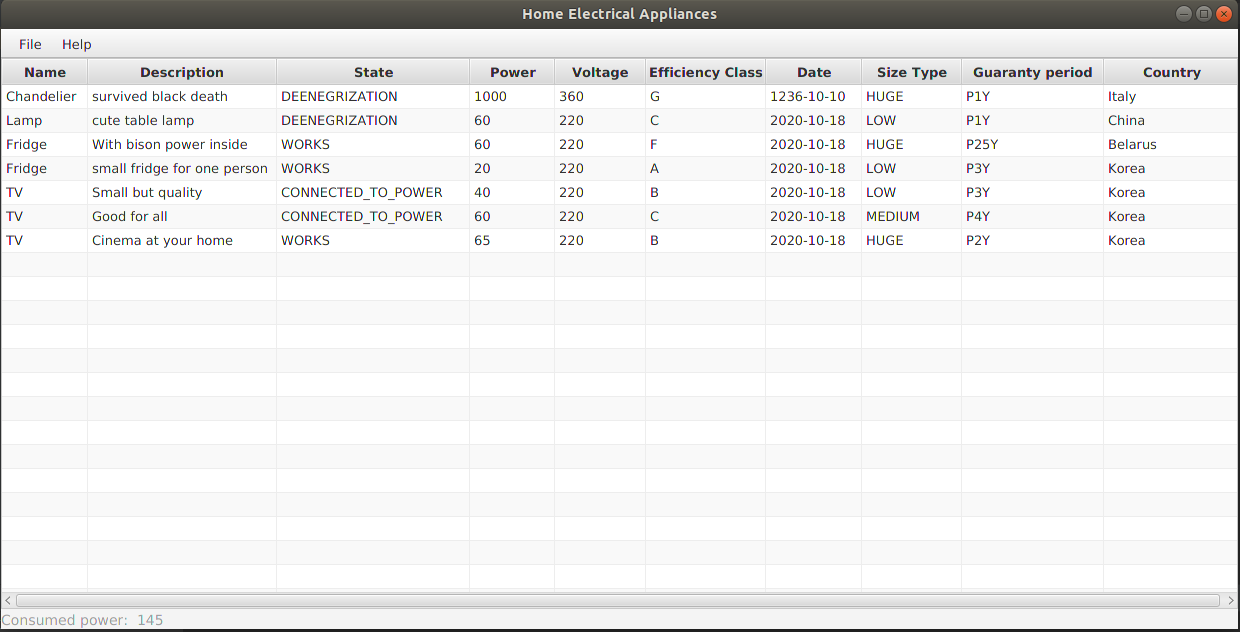 Home Electrical Appliances
File Help
Name Description State Power Voltage Efficiency Class Date Size Type Guaranty period Country
Chandelier survived black death DEENEGRIZATION 1000 360 G 1236-10-10 HUGE P1Y Italy
Lamp cute table lamp DEENEGRIZATION 60 220 C 2020-10-18 LOW P1Y China
Fridge With bison power inside WORKS 60 220 F 2020-10-18 HUGE P25Y Belarus
Fridge small fridge for one person WORKS 20 220 A 2020-10-18 LOW P3Y Korea
TV Small but quality CONNECTED_TO_POWER 40 220 B 2020-10-18 LOW P3Y Korea
TV Good for all CONNECTED_TO_POWER 60 220 C 2020-10-18 MEDIUM P4Y Korea
TV Cinema at your home WORKS 65 220 B 2020-10-18 HUGE P2Y Korea
Consumed power: 145